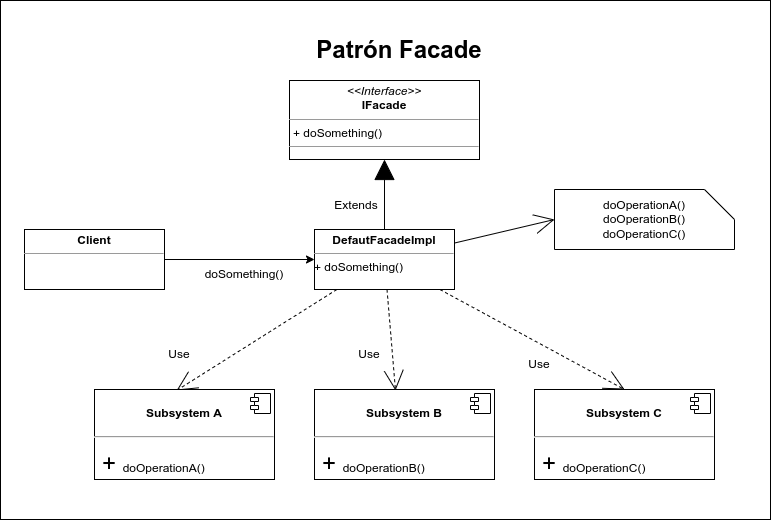 Patrón Facade
<<Interface>>
IFacade
+ doSomething()
Extends
doOperationA()
doOperationB()
doOperationC()
Client
DefautFacadeImpl
doSomething()
+ doSomething()
Use
Use
Use
Subsystem A
Subsystem B
Subsystem C
+ doOperationA()
+ doOperationB()
+ doOperationC()